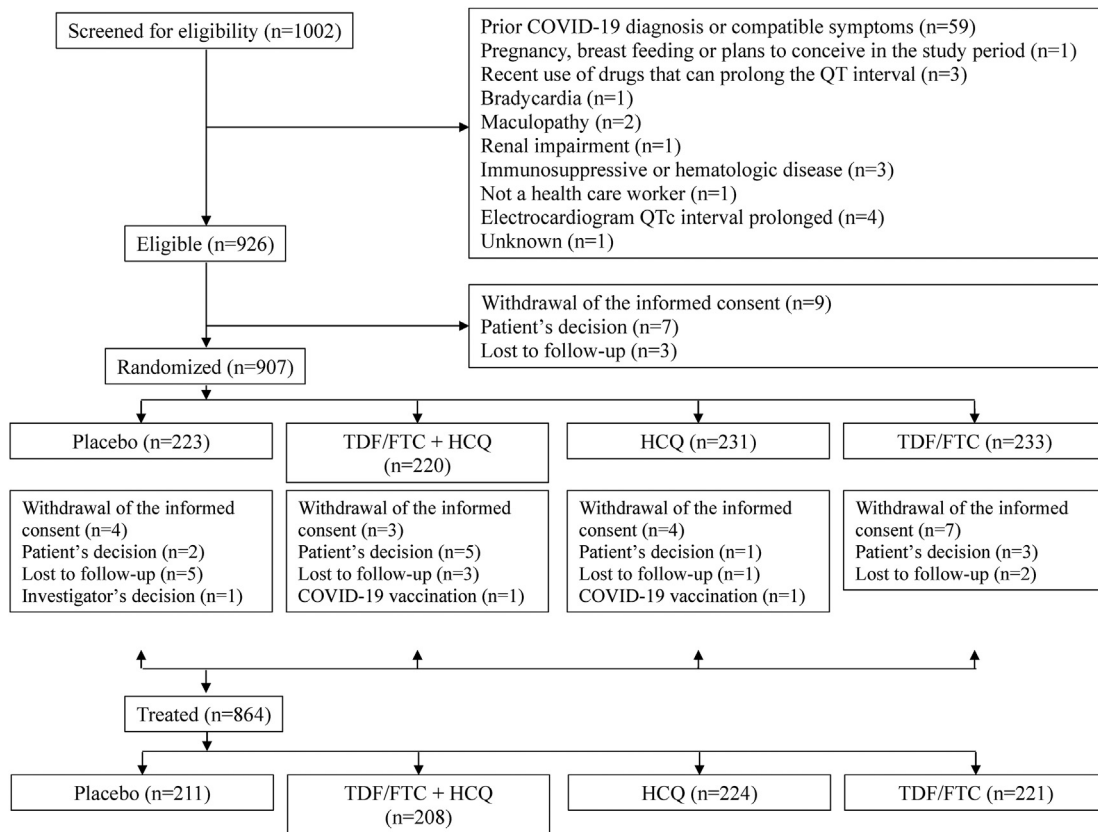 Screened for eligibility (n=1002)
Prior COVID-19 diagnosis or compatible symptoms (n=59)
Pregnancy, breast feeding or plans to conceive in the study period (n=1)
Recent use of drugs that can prolong the QT interval (n=3)
Bradycardia (n=1)
Maculopathy (n=2)
Renal impairment (n=1)
Immunosuppressive or hematologic disease (n=3)
Not a health care worker (n=1)
Electrocardiogram QTc interval prolonged (n=4)
Unknown (n=1)
Eligible (n=926)
Withdrawal of the informed consent (n=9)
Patient’s decision (n=7)
Lost to follow-up (n=3)
Randomized (n=907)
Placebo (n=223)
TDF/FTC + HCQ
(n=220)
HCQ (n=231)
TDF/FTC (n=233)
Withdrawal of the informed
consent (n=4)
Patient’s decision (n=2)
Lost to follow-up (n=5)
Investigator’s decision (n=1)
Withdrawal of the informed
consent (n=3)
Patient’s decision (n=5)
Lost to follow-up (n=3)
COVID-19 vaccination (n=1)
Withdrawal of the informed
consent (n=4)
Patient’s decision (n=1)
Lost to follow-up (n=1)
COVID-19 vaccination (n=1)
Withdrawal of the informed
consent (n=7)
Patient’s decision (n=3)
Lost to follow-up (n=2)
Treated (n=864)
Placebo (n=211)
TDF/FTC + HCQ
(n=208)
HCQ (n=224)
TDF/FTC (n=221)